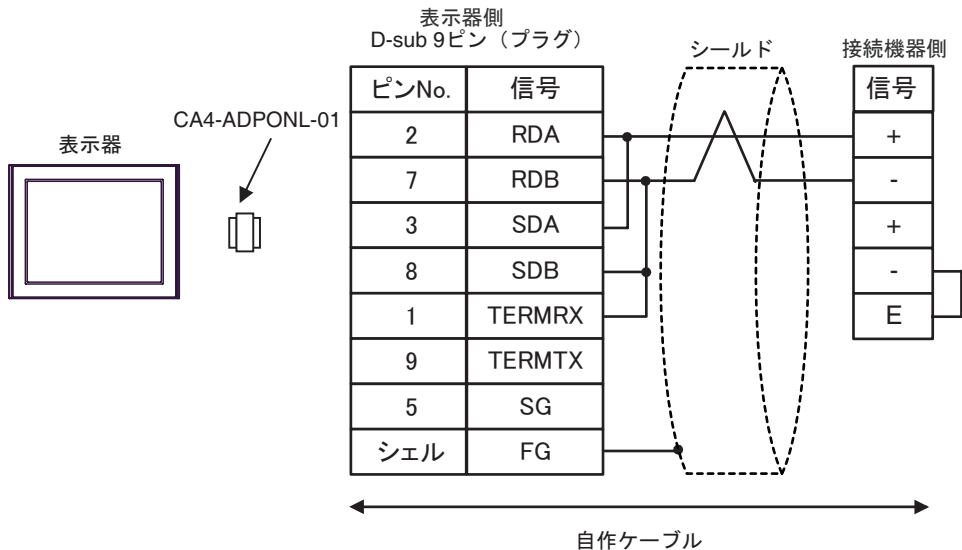 表示器側
D-sub 9ピン（プラグ）
シールド
接続機器側
ピンNo. 信号
信号
CA4-ADPONL-01
表示器
2 RDA
+
7 RDB
-
3 SDA
+
8 SDB
-
1 TERMRX
E
9 TERMTX
5 SG
シェル FG
自作ケーブル